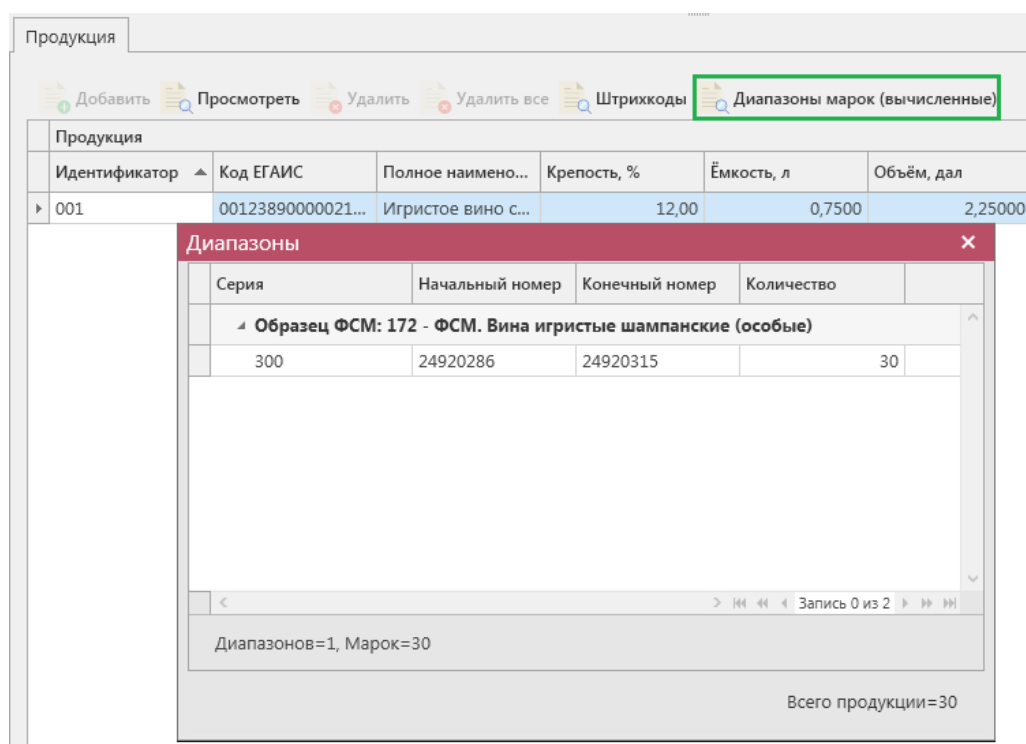 Продукция
Добавить Просмотреть Удалить Удалить все Штрихкоды Диапазоны марок (вычисленные)
Продукция
Идентификатор Код ЕГАИС Полное наимено... Крепость, % Ёмкость, л Объём, дал
001 00123890000021... Игристое вино с... 12,00 0,7500 2,25000
Диапазоны
Серия Начальный номер Конечный номер Количество
Образец ФСМ: 172 - ФСМ. Вина игристые шампанские (особые)
300 24920286 24920315 30
Запись 0 из 2
Диапазонов=1, Марок=30
Всего продукции=30